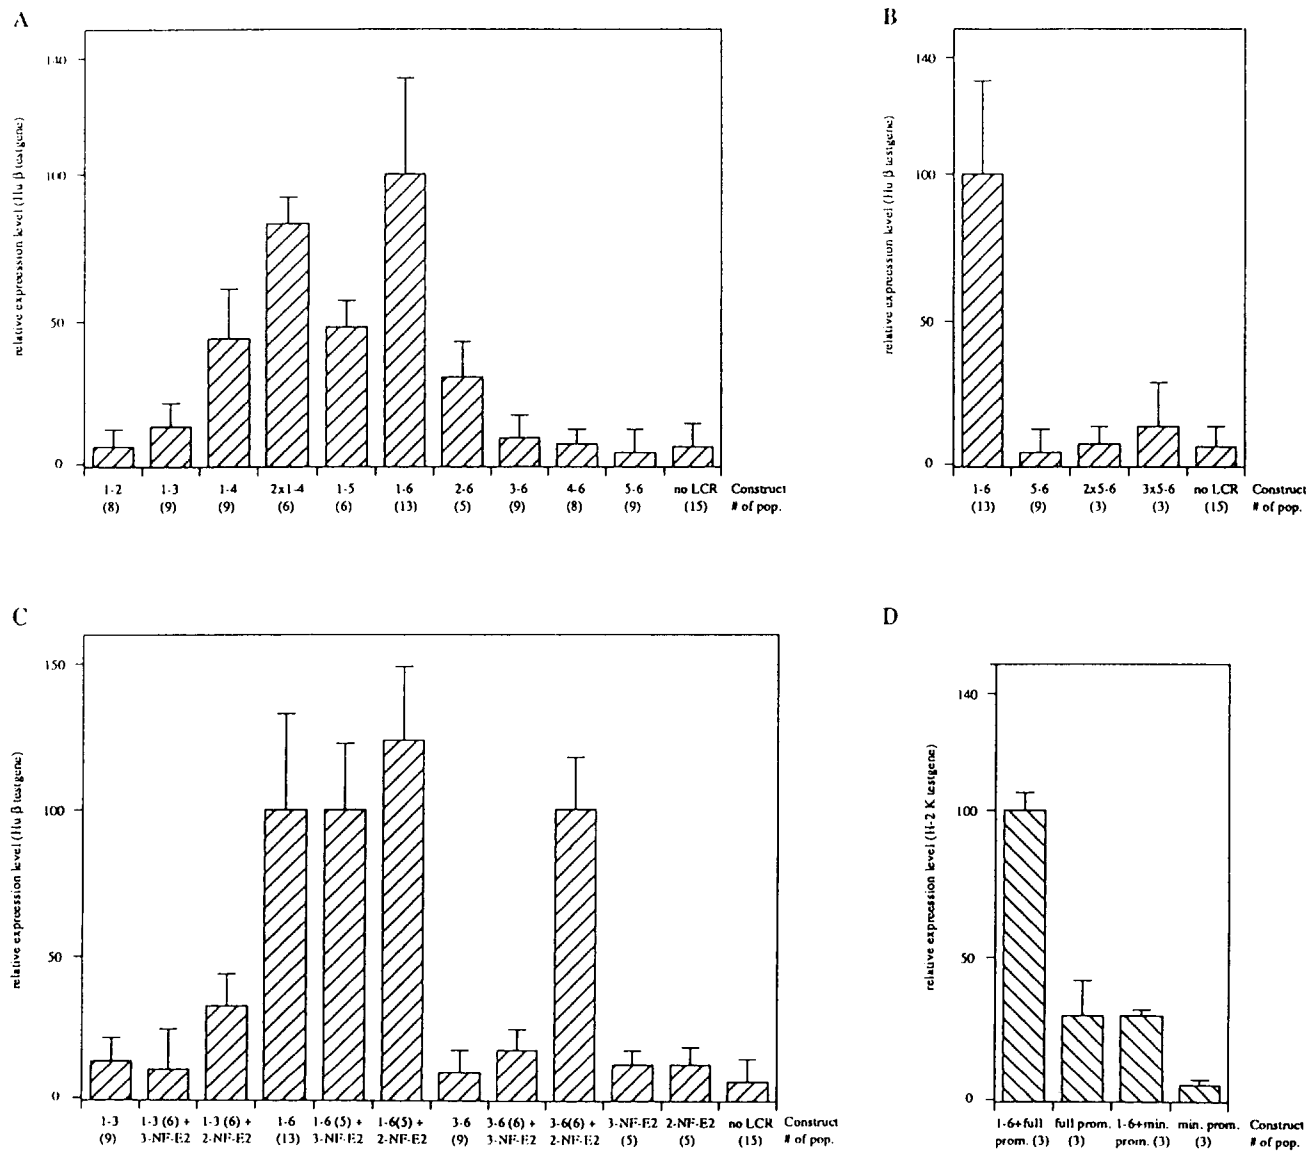 A
140
100
50
0
relative expreession level (Hu β testgene)
1-2 1-3 1-4 2x1-4 1-5 1-6 2-6 3-6 4-6 5-6 no LCR Construct
(8) (9) (9) (6) (6) (13) (5) (9) (8) (9) (15) # of pop.
B
140
100
50
0
relative expreession level (Hu β testgene)
1-6 5-6 2x5-6 3x5-6 no LCR Construct
(13) (9) (3) (3) (15) # of pop.
C
150
100
50
0
relative expreession level (Hu β testgene)
1-3 1-3 (6) + 1-3 (6) + 1-6 1-6 (5) + 1-6(5) + 3-6 3-6 (6) + 3-6(6) + 3-NF-E2 2-NF-E2 no LCR Construct
(9) 3-NF-E2 2-NF-E2 (13) 3-NF-E2 2-NF-E2 (9) 3-NF-E2 2-NF-E2 (5) (5) (15) # of pop.
D
140
100
50
0
relative expreession level (H-2 K testgene)
1-6+full full prom. 1-6+min. min. prom. Construct
prom. (3) (3) prom. (3) (3) # of pop.